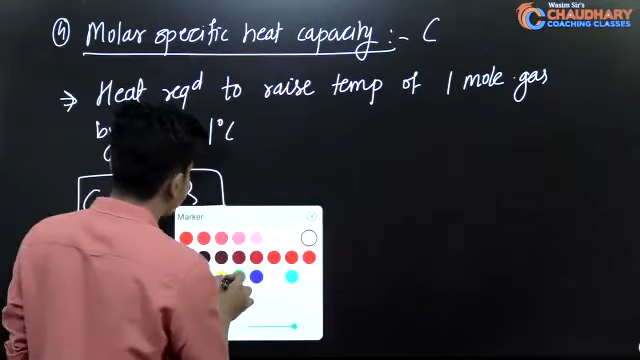 Wasim Sir's
CHAUDHARY
COACHING CLASSES
(4) Molar specific heat capacity :- C
⇒ Heat reqd to raise temp of 1 mole gas
1°C
Marker